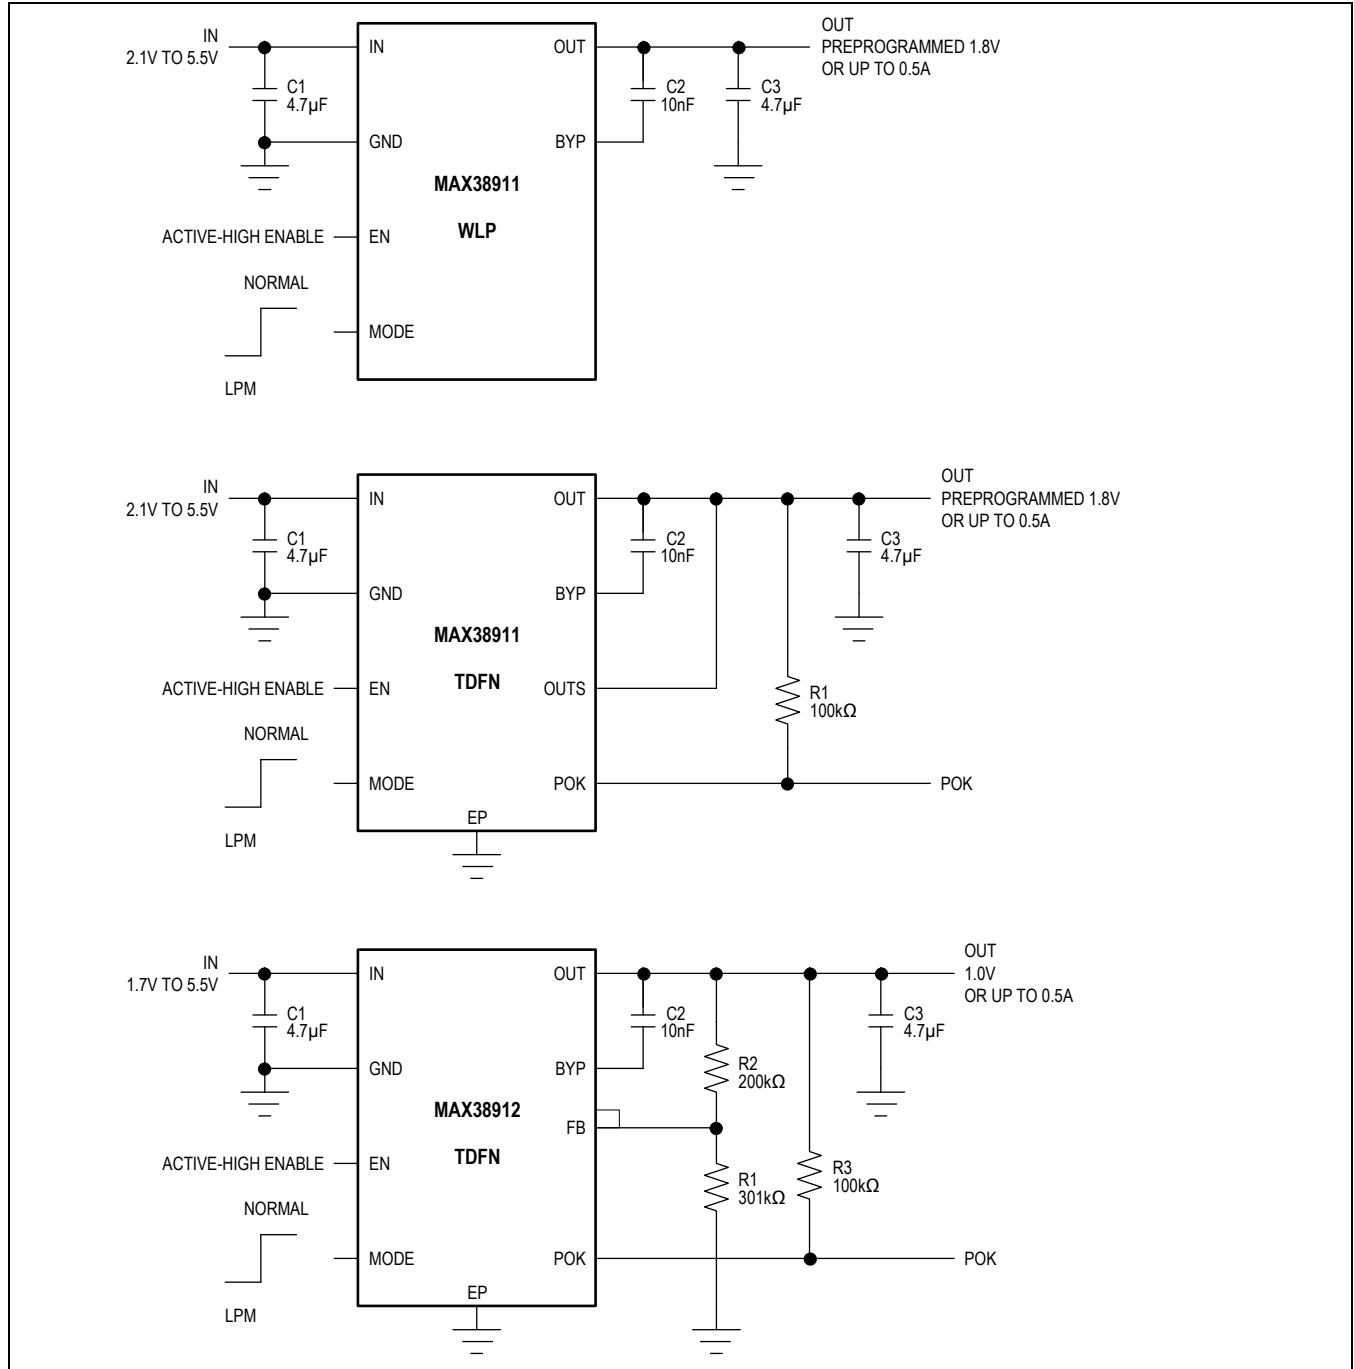 IN
2.1V TO 5.5V
C1
4.7µF
IN
GND
EN
MODE
MAX38911
WLP
OUT
BYP
C2
10nF
C3
4.7µF
OUT
PREPROGRAMMED 1.8V
OR UP TO 0.5A
ACTIVE-HIGH ENABLE
NORMAL
LPM
IN
2.1V TO 5.5V
C1
4.7µF
IN
GND
EN
MODE
MAX38911
TDFN
EP
OUT
BYP
OUTS
POK
C2
10nF
C3
4.7µF
R1
100kΩ
OUT
PREPROGRAMMED 1.8V
OR UP TO 0.5A
POK
ACTIVE-HIGH ENABLE
NORMAL
LPM
IN
1.7V TO 5.5V
C1
4.7µF
IN
GND
EN
MODE
MAX38912
TDFN
EP
OUT
BYP
FB
POK
C2
10nF
R2
200kΩ
R1
301kΩ
R3
100kΩ
C3
4.7µF
OUT
1.0V
OR UP TO 0.5A
POK
ACTIVE-HIGH ENABLE
NORMAL
LPM